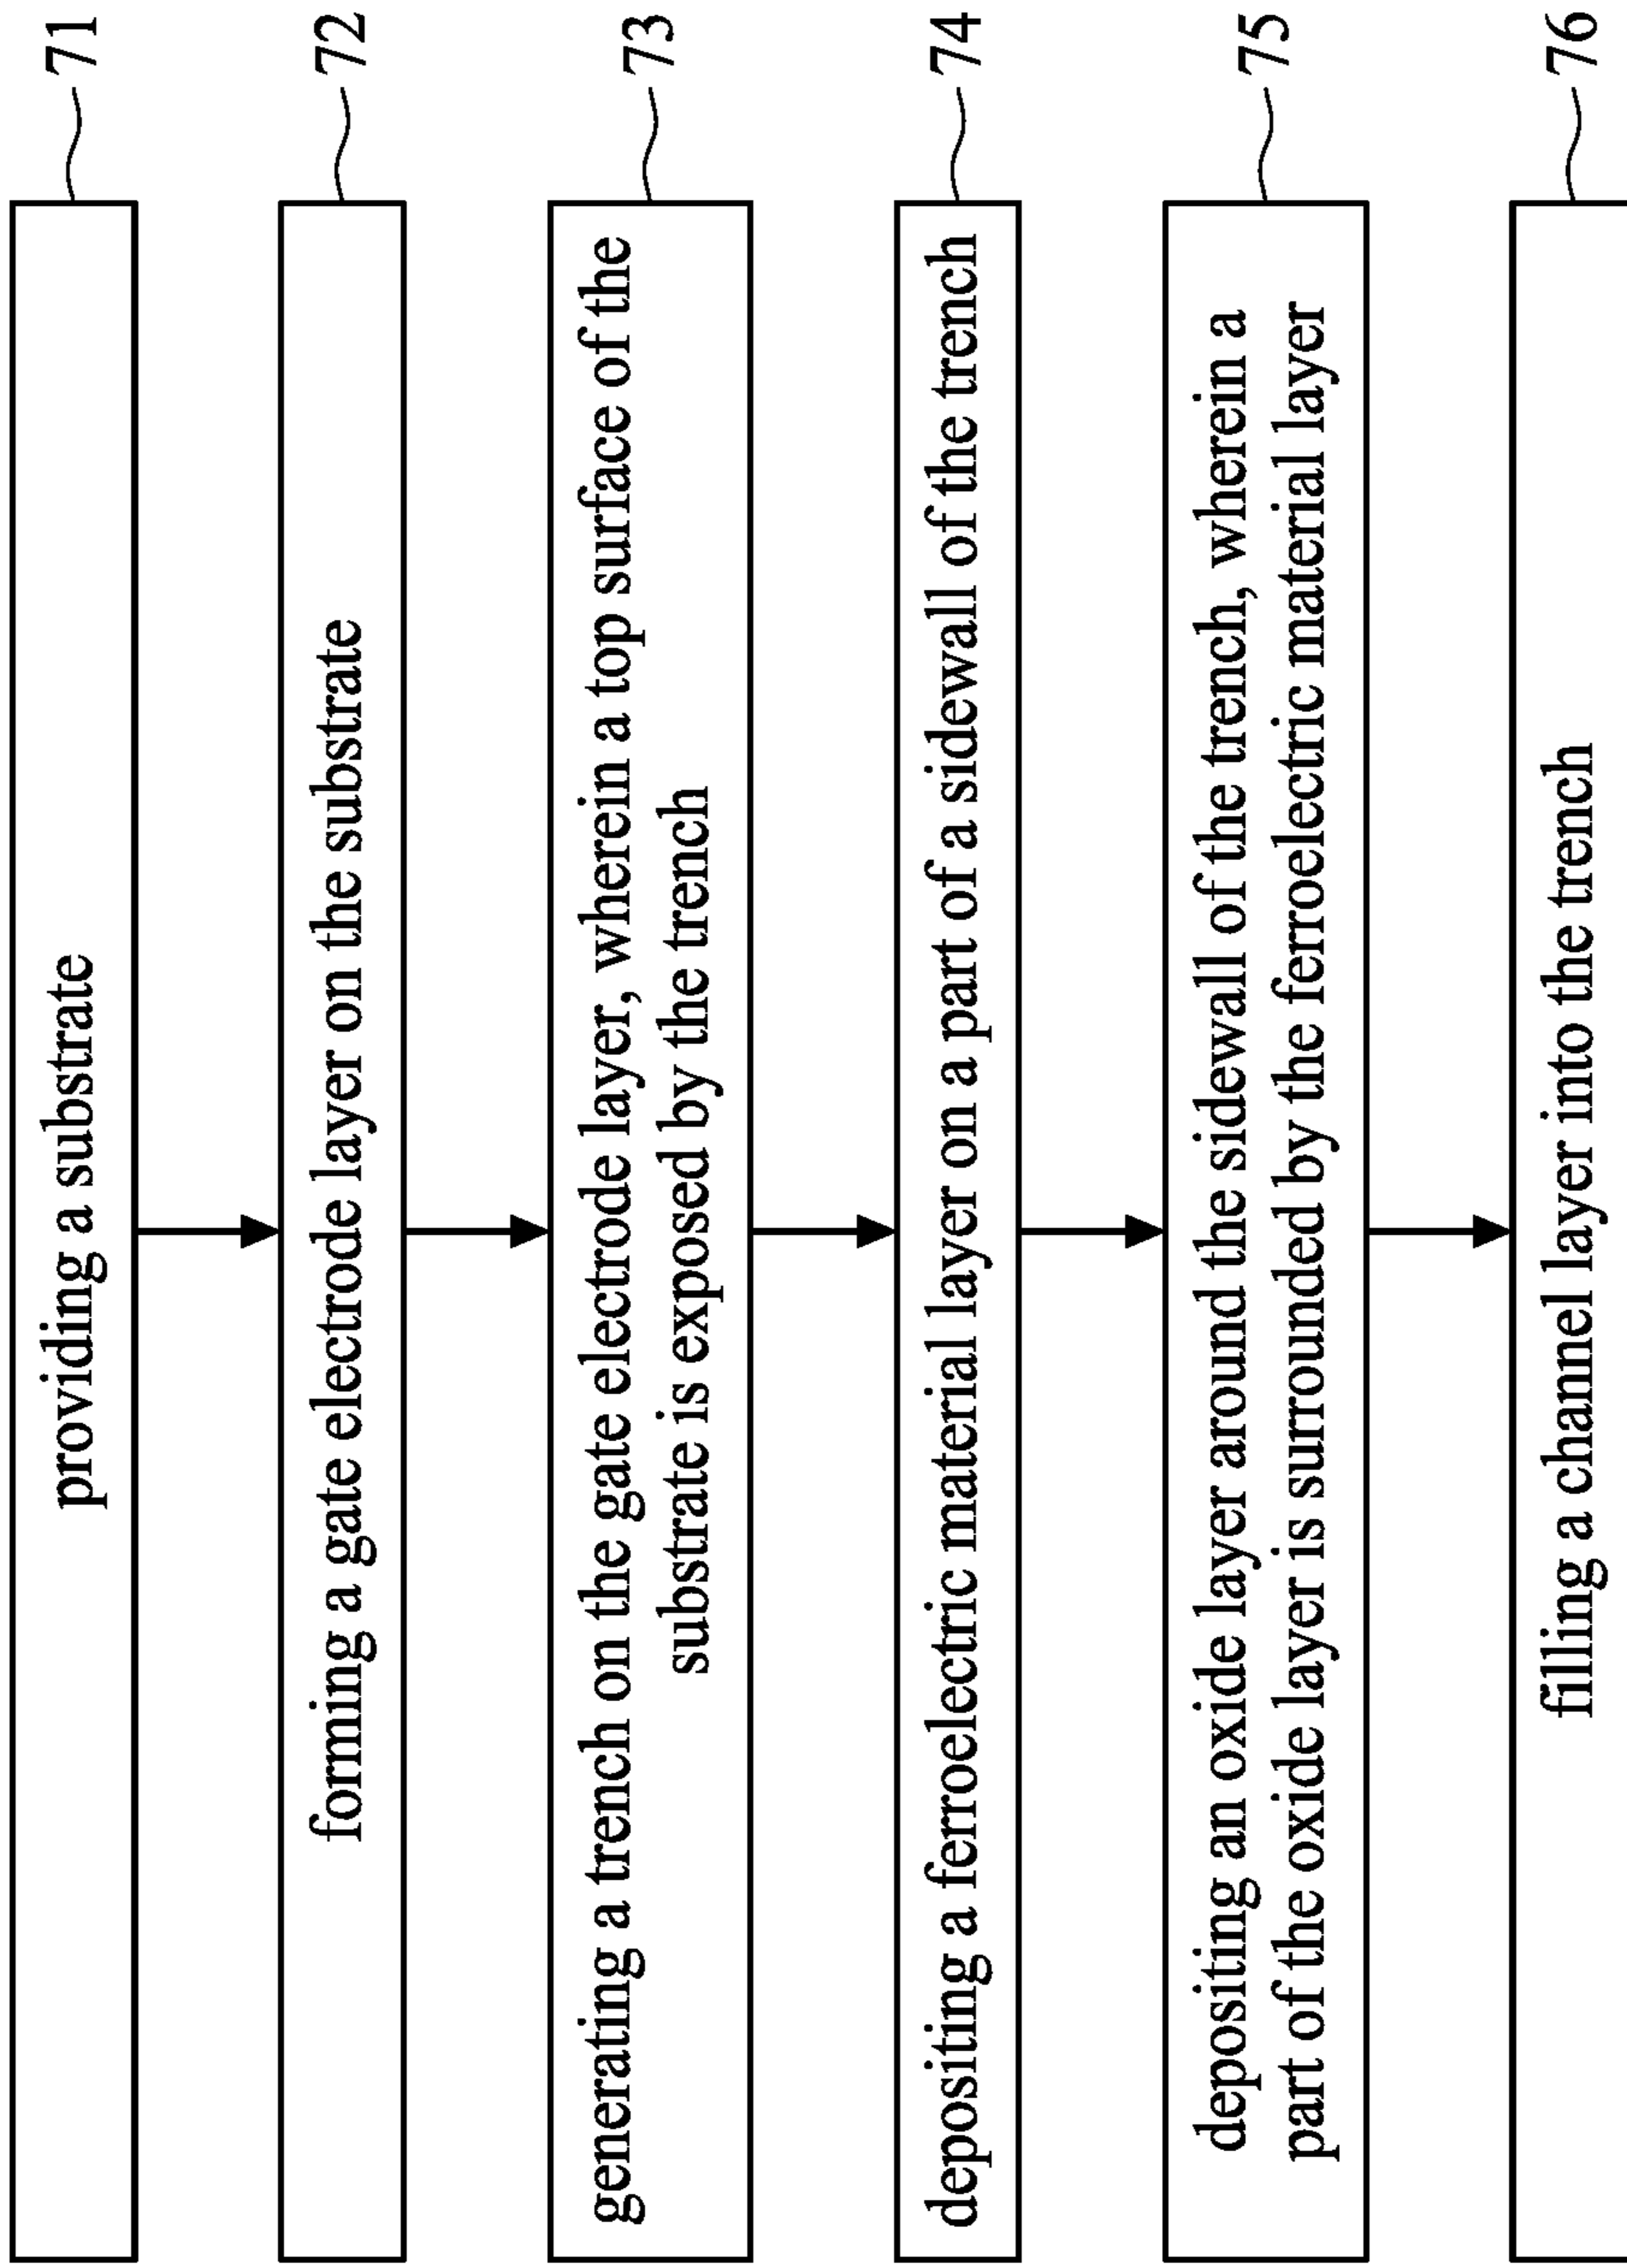 providing a substrate
71
forming a gate electrode layer on the substrate
72
generating a trench on the gate electrode layer, wherein a top surface of the
substrate is exposed by the trench
73
depositing a ferroelectric material layer on a part of a sidewall of the trench
74
depositing an oxide layer around the sidewall of the trench, wherein a
part of the oxide layer is surrounded by the ferroelectric material layer
75
filling a channel layer into the trench
76